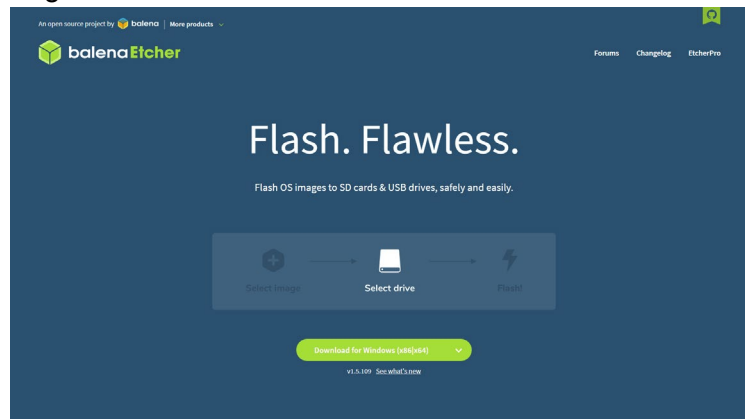 An open source project by balena | More products
balenaEtcher
Forums Changelog EtcherPro
Flash. Flawless.
Flash OS images to SD cards & USB drives, safely and easily.
Select image Select drive Flash!
Download for Windows (x86|x64)
v1.5.109 See what's new